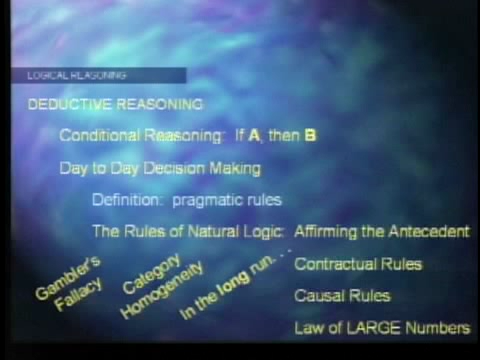 LOGICAL REASONING
DEDUCTIVE REASONING
Conditional Reasoning: If A, then B
Day to Day Decision Making
Definition: pragmatic rules
The Rules of Natural Logic: Affirming the Antecedent
Contractual Rules
Causal Rules
Law of LARGE Numbers
Gambler's
Fallacy
Category
Homogeneity
In the long run. . .